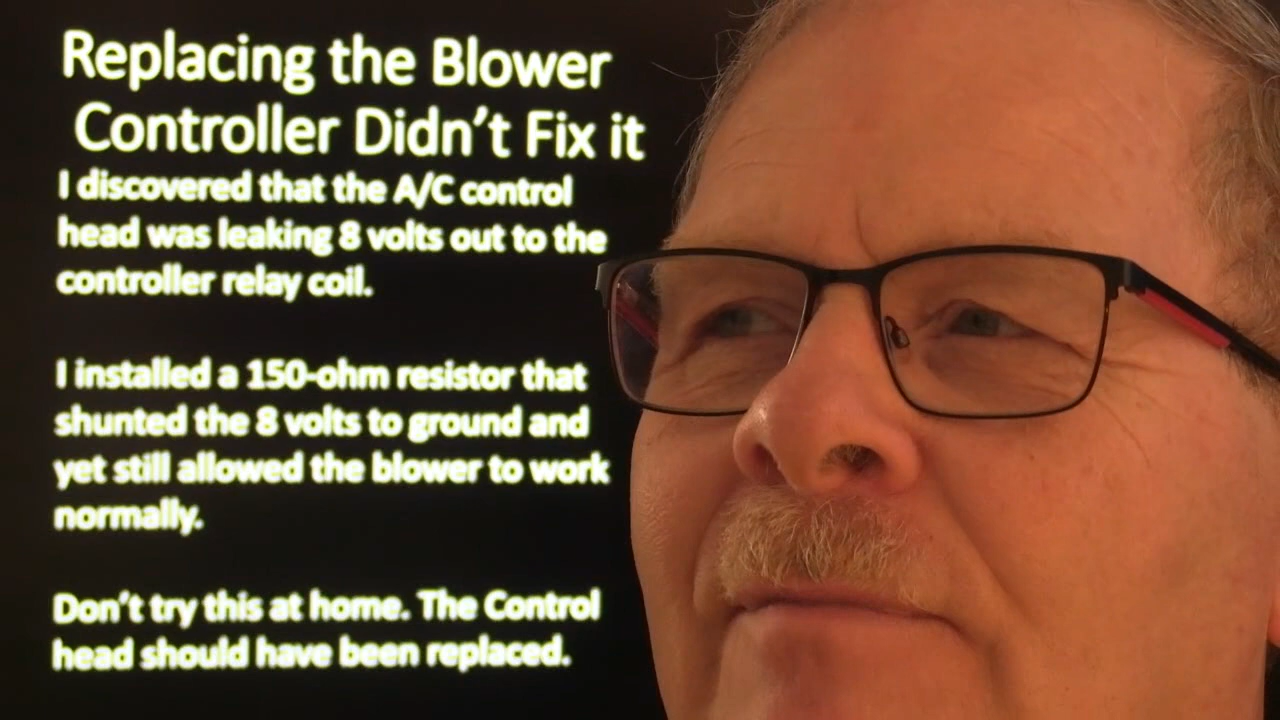 Replacing the Blower
Controller Didn't Fix it
I discovered that the A/C control
head was leaking 8 volts out to the
controller relay coil.
I installed a 150-ohm resistor that
shunted the 8 volts to ground and
yet still allowed the blower to work
normally.
Don't try this at home. The Control
head should have been replaced.